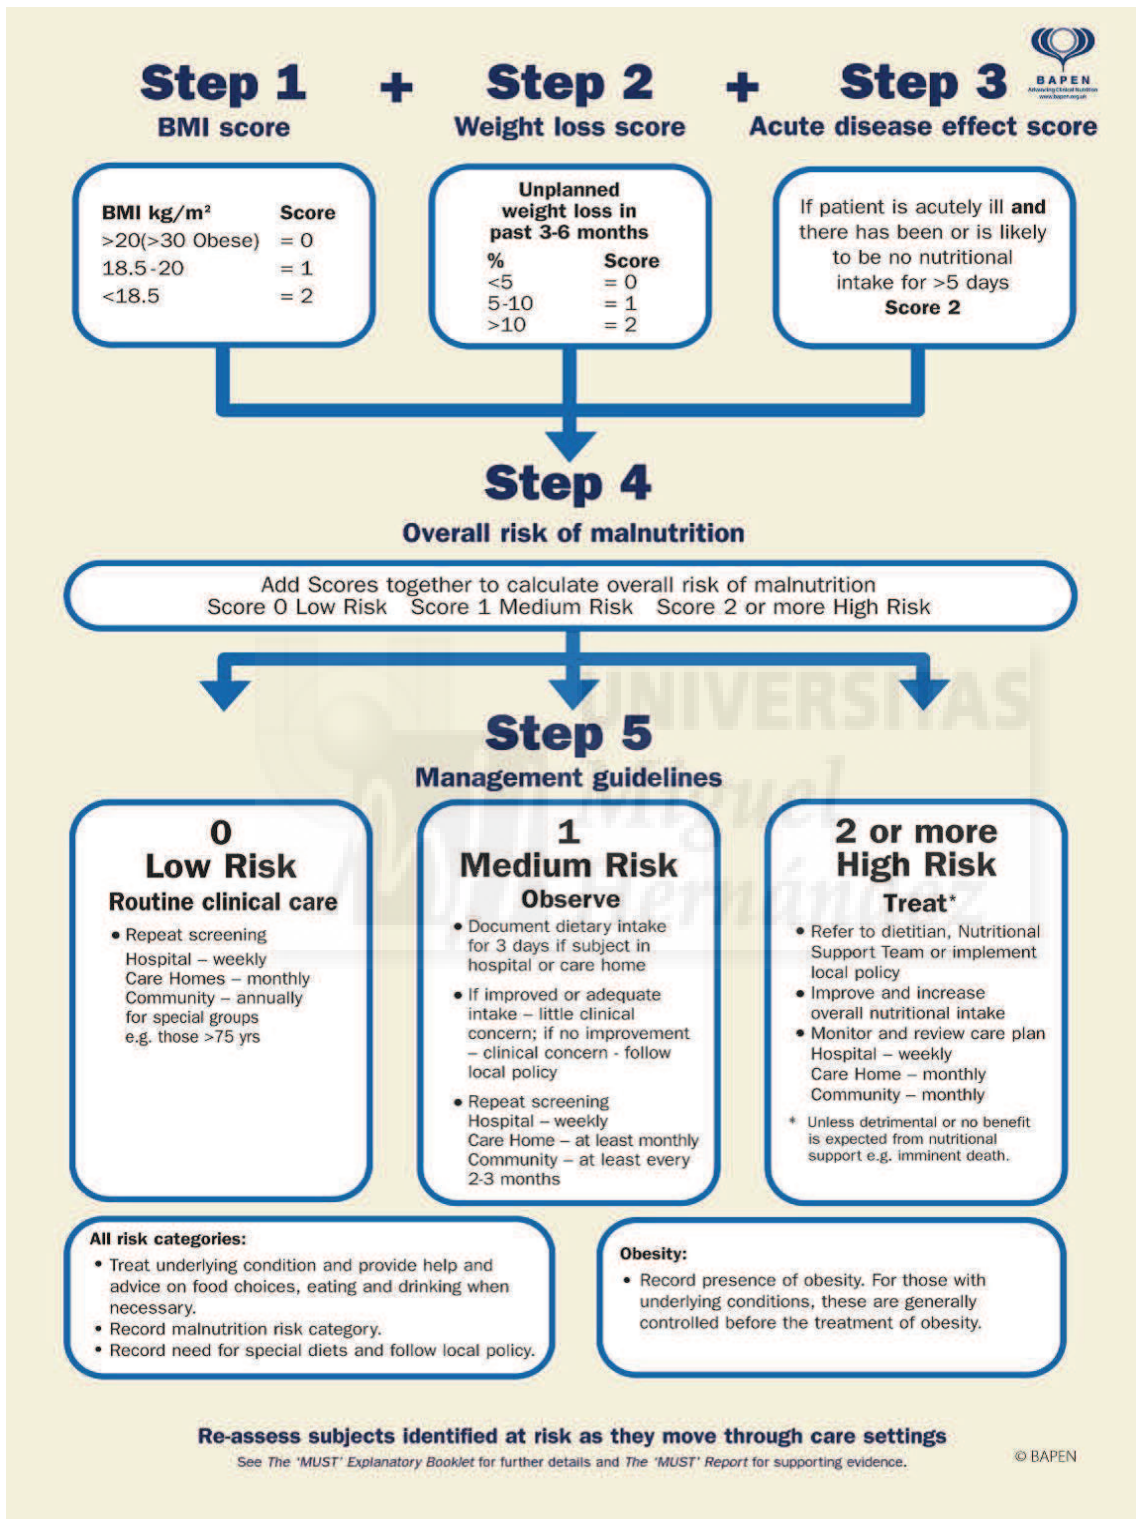 Step 1 + Step 2 + Step 3
BAPEN
Advancing Clinical Nutrition
www.bapen.org.uk
BMI score
Weight loss score
Acute disease effect score
BMI kg/m² Score
>20(>30 Obese) = 0
18.5-20 = 1
<18.5 = 2
Unplanned
weight loss in
past 3-6 months
% Score
<5 = 0
5-10 = 1
>10 = 2
If patient is acutely ill and
there has been or is likely
to be no nutritional
intake for >5 days
Score 2
Step 4
Overall risk of malnutrition
Add Scores together to calculate overall risk of malnutrition
Score 0 Low Risk Score 1 Medium Risk Score 2 or more High Risk
UNIVERSITAS
Miguel
Hernández
Step 5
Management guidelines
0
Low Risk
Routine clinical care
• Repeat screening
Hospital – weekly
Care Homes – monthly
Community – annually
for special groups
e.g. those >75 yrs
1
Medium Risk
Observe
• Document dietary intake
for 3 days if subject in
hospital or care home
• If improved or adequate
intake – little clinical
concern; if no improvement
– clinical concern - follow
local policy
• Repeat screening
Hospital – weekly
Care Home – at least monthly
Community – at least every
2-3 months
2 or more
High Risk
Treat*
• Refer to dietitian, Nutritional
Support Team or implement
local policy
• Improve and increase
overall nutritional intake
• Monitor and review care plan
Hospital – weekly
Care Home – monthly
Community – monthly
* Unless detrimental or no benefit
is expected from nutritional
support e.g. imminent death.
All risk categories:
• Treat underlying condition and provide help and
advice on food choices, eating and drinking when
necessary.
• Record malnutrition risk category.
• Record need for special diets and follow local policy.
Obesity:
• Record presence of obesity. For those with
underlying conditions, these are generally
controlled before the treatment of obesity.
Re-assess subjects identified at risk as they move through care settings
See The 'MUST' Explanatory Booklet for further details and The 'MUST' Report for supporting evidence.
© BAPEN